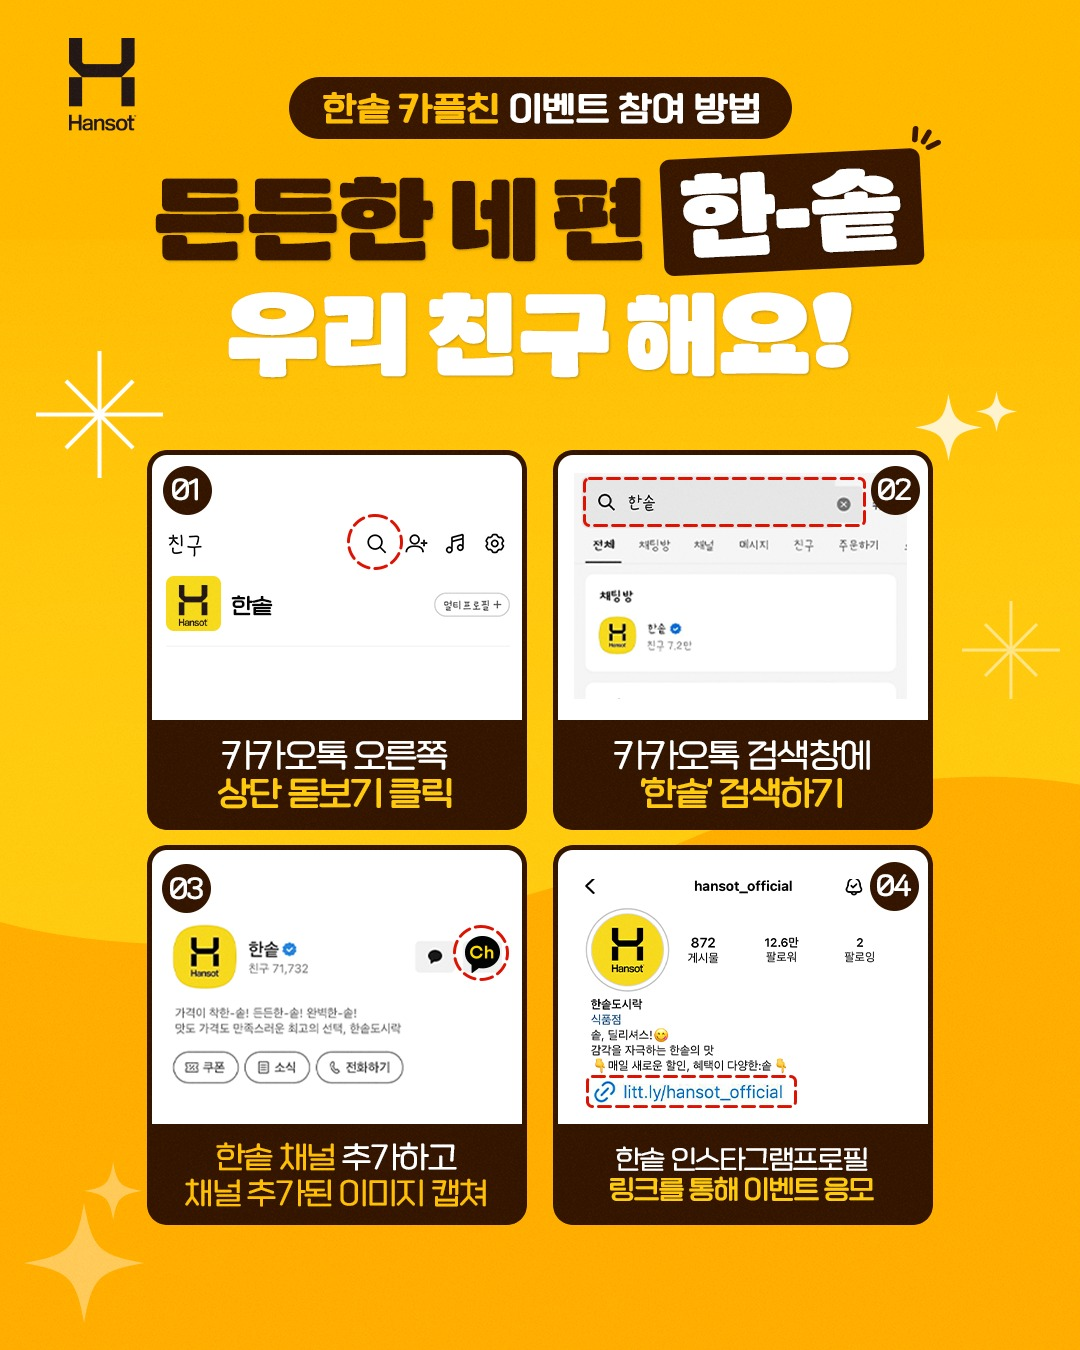 Hansot
한솥 카플친 이벤트 참여 방법
든든한 네 편 한-솥
우리 친구 해요!
01
친구
Hansot
한솥
멀티프로필 +
카카오톡 오른쪽
상단 돋보기 클릭
02
한솥
전체 채팅방 채널 메시지 친구 주문하기
채팅방
Hansot
한솥
친구 7.2만
카카오톡 검색창에
'한솥' 검색하기
03
Hansot
한솥
친구 71,732
Ch
가격이 착한-솥! 든든한-솥! 완벽한-솥!
맛도 가격도 만족스러운 최고의 선택, 한솥도시락
쿠폰 소식 전화하기
한솥 채널 추가하고
채널 추가된 이미지 캡쳐
04
hansot_official
Hansot
872 12.6만 2
게시물 팔로워 팔로잉
한솥도시락
식품점
솥, 딜리셔스!😋
감각을 자극하는 한솥의 맛
👇매일 새로운 할인, 혜택이 다양한:솥 👇
litt.ly/hansot_official
한솥 인스타그램프로필
링크를 통해 이벤트 응모